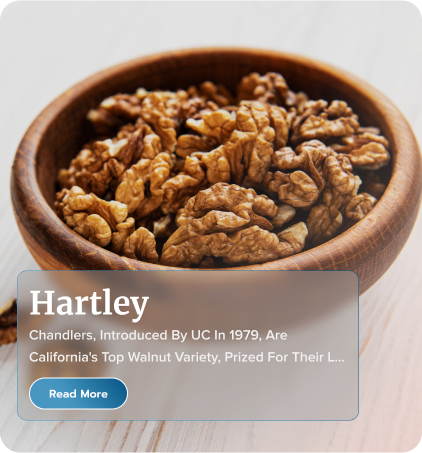 Hartley
Chandlers, Introduced By UC In 1979, Are
California's Top Walnut Variety, Prized For Their L...
Read More